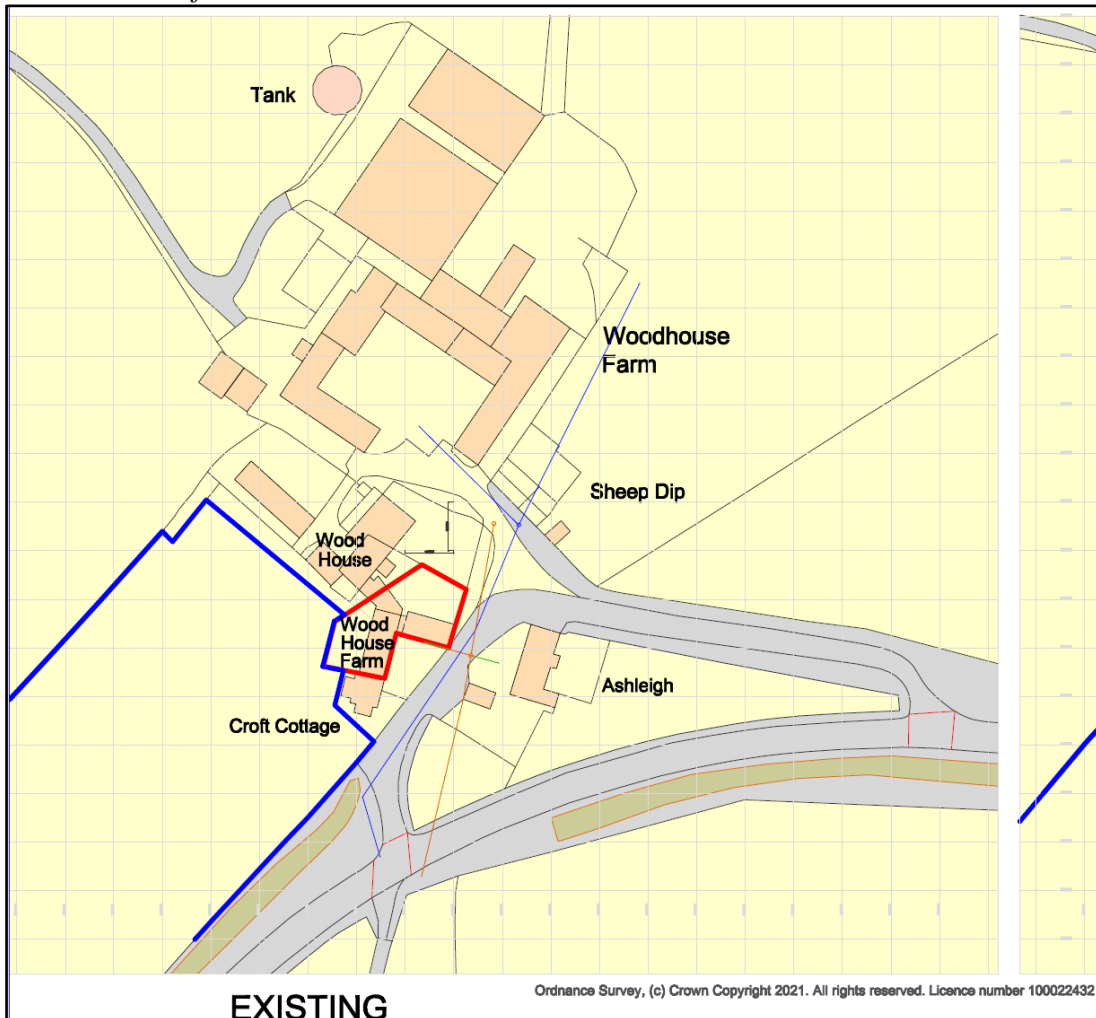 Tank
Woodhouse
Farm
Sheep Dip
Wood
House
Wood
House
Farm
Ashleigh
Croft Cottage
Ordnance Survey, (c) Crown Copyright 2021. All rights reserved. Licence number 100022432
EXISTING